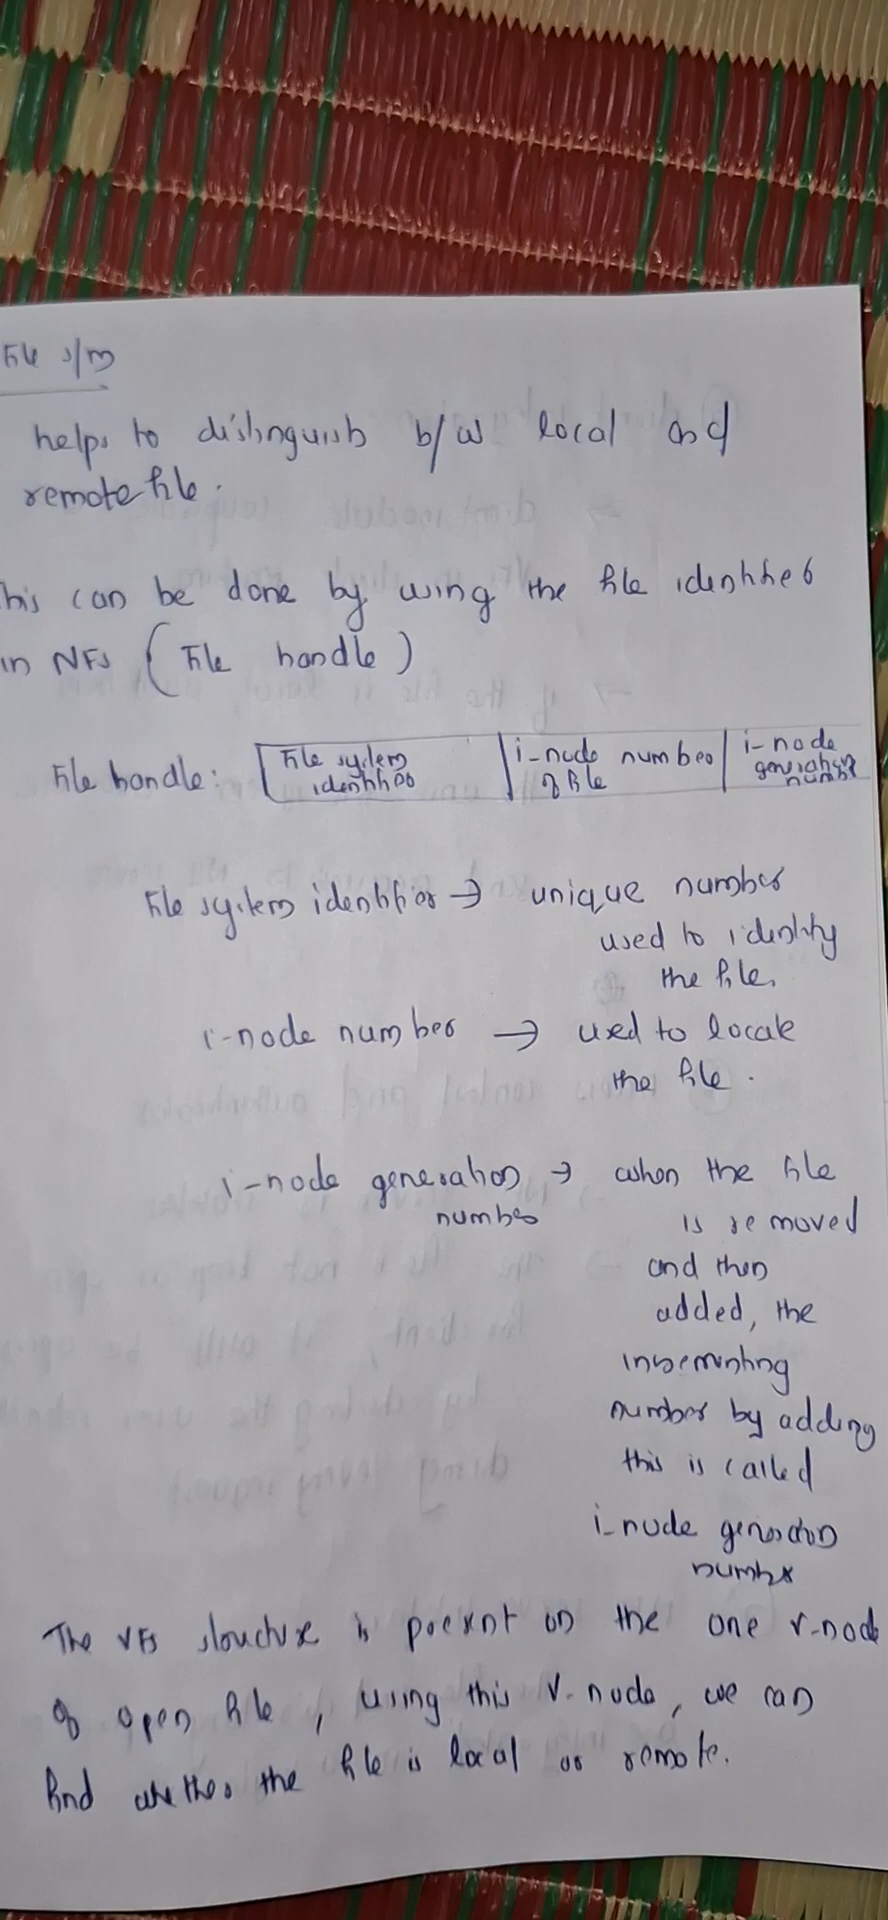 File s/m
helps to distinguish b/w local and
remote file.
his can be done by using the file identifier
in NFS (File handle)
File handle: File system identifier | i-node number of file | i-node generation number
File system identifier → unique number
used to identify
the file.
i-node number → used to locate
the file.
i-node generation → when the file
number is removed
and then
added, the
incrementing
number by adding
this is called
i-node generation
number
The VFS structure is present on the one v-node
of open file, using this v-node, we can
find whether the file is local or remote.